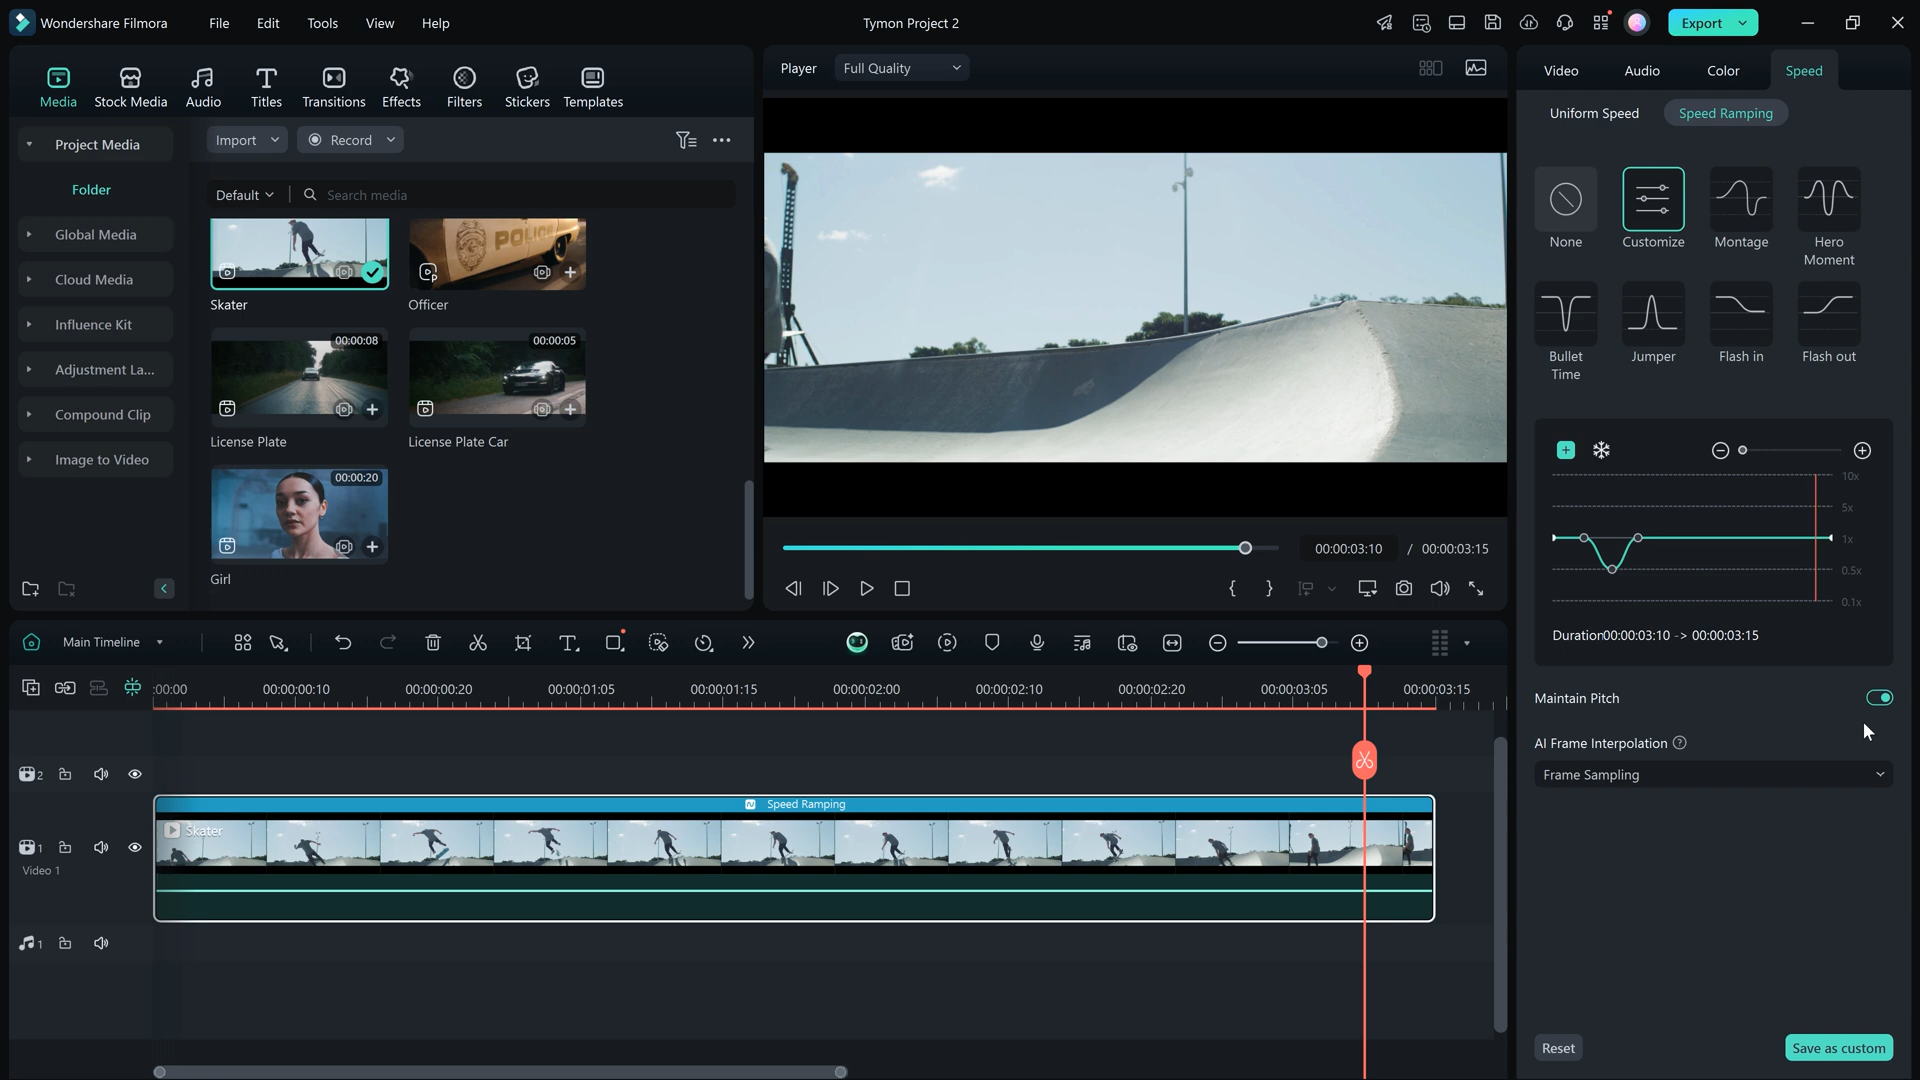 Wondershare Filmora
File
Edit
Tools
View
Help
Tymon Project 2
Export
Media
Stock Media
Audio
Titles
Transitions
Effects
Filters
Stickers
Templates
Project Media
Folder
Global Media
Cloud Media
Influence Kit
Adjustment La...
Compound Clip
Image to Video
Import
Record
Default
Search media
POLICE
Skater
Officer
00:00:08
00:00:05
License Plate
License Plate Car
00:00:20
Girl
Player
Full Quality
00:00:03:10 / 00:00:03:15
Video
Audio
Color
Speed
Uniform Speed
Speed Ramping
None
Customize
Montage
Hero
Moment
Bullet
Time
Jumper
Flash in
Flash out
10x
5x
1x
0.5x
0.1x
Duration00:00:03:10 -> 00:00:03:15
Maintain Pitch
AI Frame Interpolation
Frame Sampling
Reset
Save as custom
Main Timeline
:00:00
00:00:00:10
00:00:00:20
00:00:01:05
00:00:01:15
00:00:02:00
00:00:02:10
00:00:02:20
00:00:03:05
00:00:03:15
2
Speed Ramping
Skater
1
Video 1
1